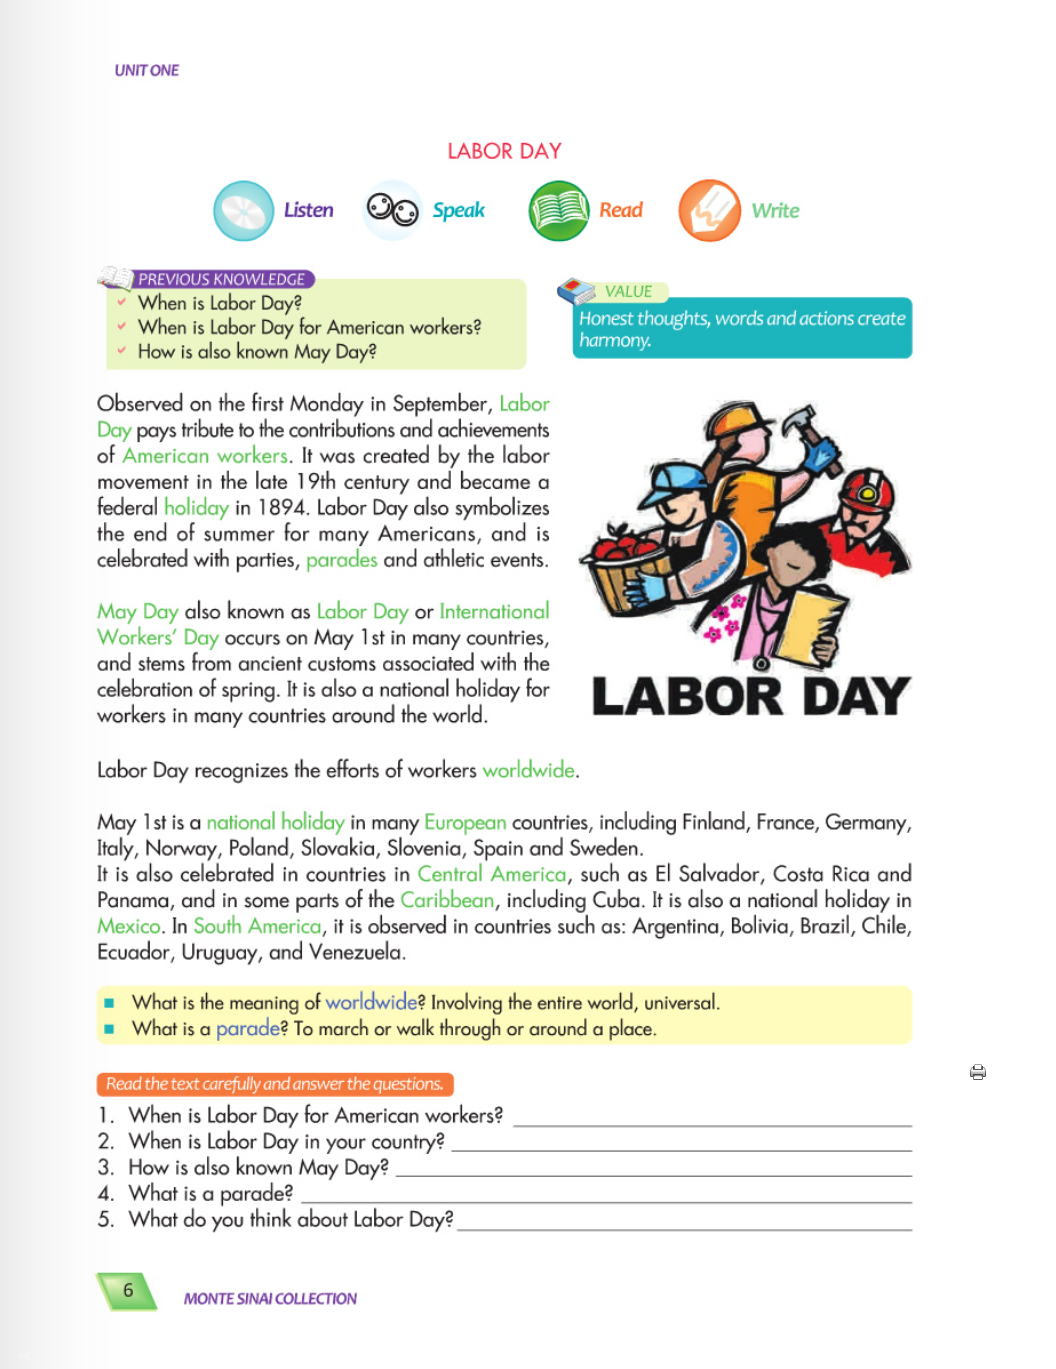 UNIT ONE
LABOR DAY
Listen
Speak
Read
Write
PREVIOUS KNOWLEDGE
When is Labor Day?
When is Labor Day for American workers?
How is also known May Day?
VALUE
Honest thoughts, words and actions create
harmony.
Observed on the first Monday in September, Labor
Day pays tribute to the contributions and achievements
of American workers. It was created by the labor
movement in the late 19th century and became a
federal holiday in 1894. Labor Day also symbolizes
the end of summer for many Americans, and is
celebrated with parties, parades and athletic events.
May Day also known as Labor Day or International
Workers' Day occurs on May 1st in many countries,
and stems from ancient customs associated with the
celebration of spring. It is also a national holiday for
workers in many countries around the world.
LABOR DAY
Labor Day recognizes the efforts of workers worldwide.
May 1st is a national holiday in many European countries, including Finland, France, Germany,
Italy, Norway, Poland, Slovakia, Slovenia, Spain and Sweden.
It is also celebrated in countries in Central America, such as El Salvador, Costa Rica and
Panama, and in some parts of the Caribbean, including Cuba. It is also a national holiday in
Mexico. In South America, it is observed in countries such as: Argentina, Bolivia, Brazil, Chile,
Ecuador, Uruguay, and Venezuela.
What is the meaning of worldwide? Involving the entire world, universal.
What is a parade? To march or walk through or around a place.
Read the text carefully and answer the questions.
1. When is Labor Day for American workers?
2. When is Labor Day in your country?
3. How is also known May Day?
4. What is a parade?
5. What do you think about Labor Day?
6
MONTE SINAI COLLECTION